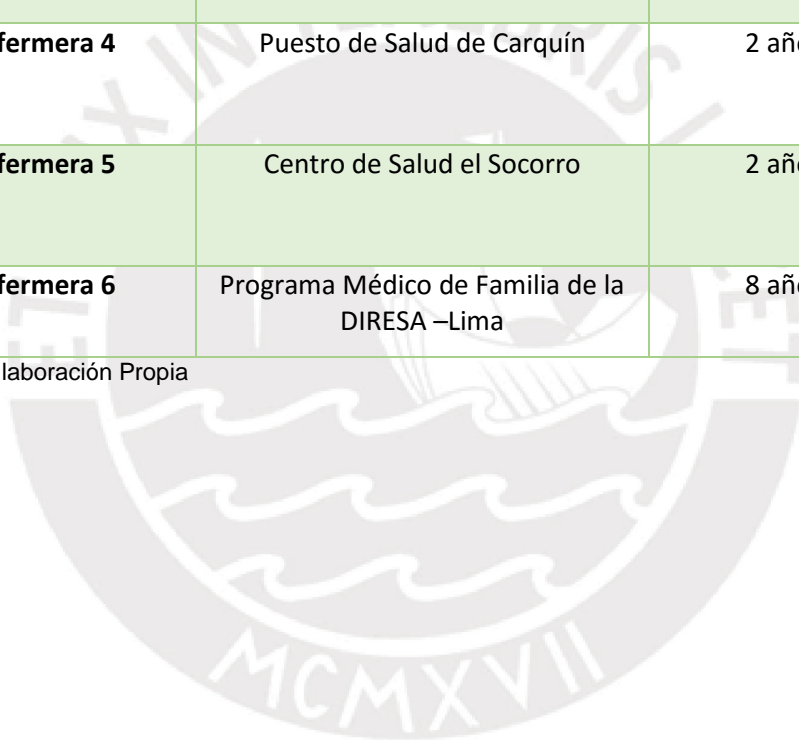 fermera 4 Puesto de Salud de Carquín 2 añ
fermera 5 Centro de Salud el Socorro 2 añ
fermera 6 Programa Médico de Familia de la 8 añ
DIRESA –Lima
laboración Propia
MCMXVII